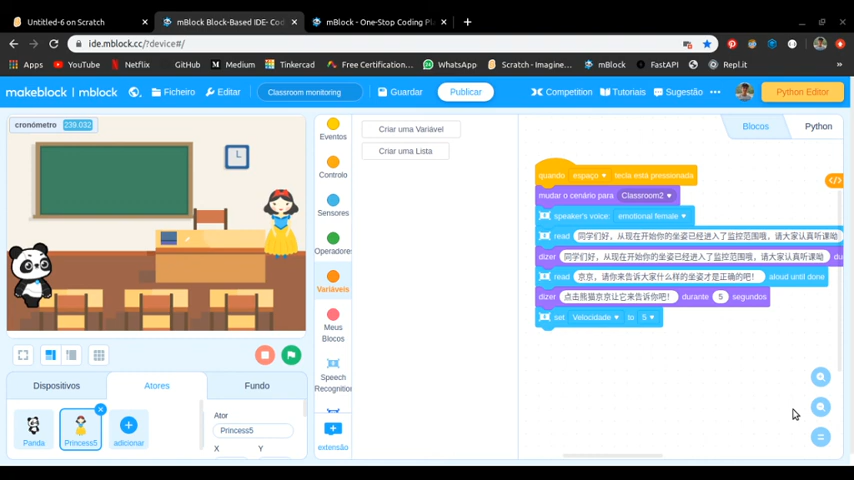 Untitled-6 on Scratch
mBlock Block-Based IDE- Co
mBlock - One-Stop Coding Pl
ide.mblock.cc/?device#/
Apps
YouTube
Netflix
GitHub
Medium
Tinkercad
Free Certification…
WhatsApp
Scratch - Imagine…
mBlock
FastAPI
Repl.it
makeblock | mblock
Ficheiro
Editar
Classroom monitoring
Guardar
Publicar
Competition
Tutoriais
Sugestão
Python Editor
cronómetro 239.032
Eventos
Controlo
Sensores
Operadores
Variáveis
Meus
Blocos
Speech
Recognition
extensão
Criar uma Variável
Criar uma Lista
Blocos
Python
quando espaço tecla está pressionada
mudar o cenário para Classroom2
speaker's voice: emotional female
read 同学们好，从现在开始你的坐姿已经进入了监控范围哦，请大家认真听课呦
dizer 同学们好，从现在开始你的坐姿已经进入了监控范围哦，请大家认真听课呦 du
read 京京，请你来告诉大家什么样的坐姿才是正确的吧！ aloud until done
dizer 点击熊猫京京让它来告诉你吧！ durante 5 segundos
set Velocidade to 5
Dispositivos
Atores
Fundo
Panda
Princess5
adicionar
Ator
Princess5
X Y